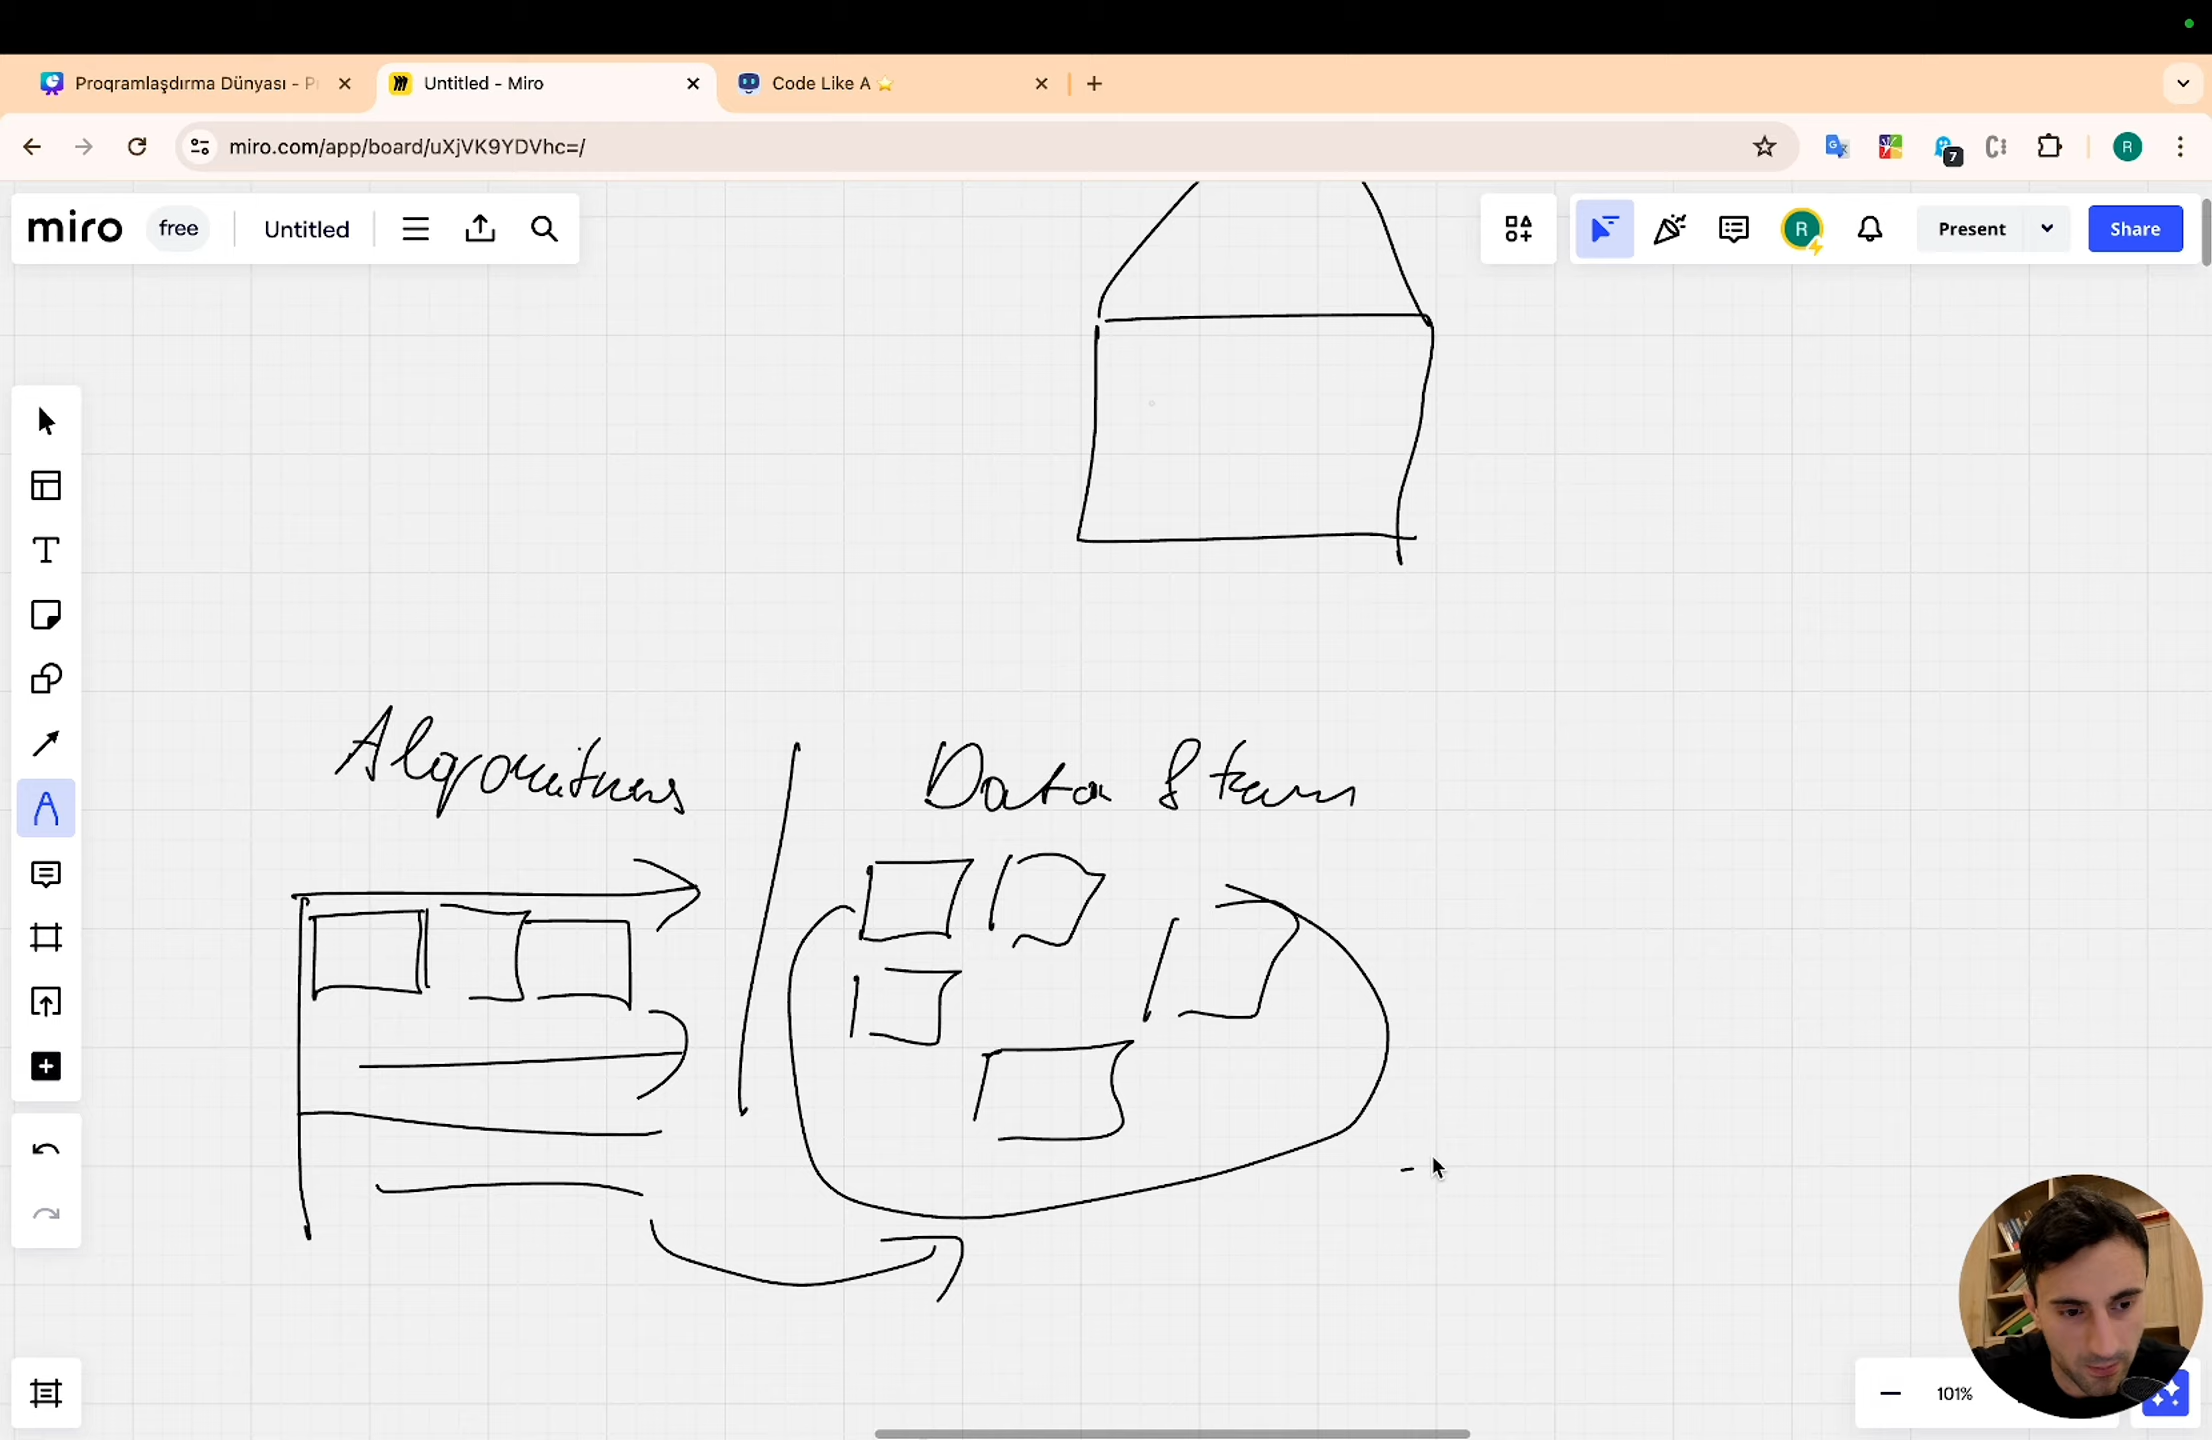 Proqramlaşdırma Dünyası - P
Untitled - Miro
Code Like A ⭐
miro.com/app/board/uXjVK9YDVhc=/
7
R
miro
free
Untitled
R
Present
Share
Algorithms
Data
101%